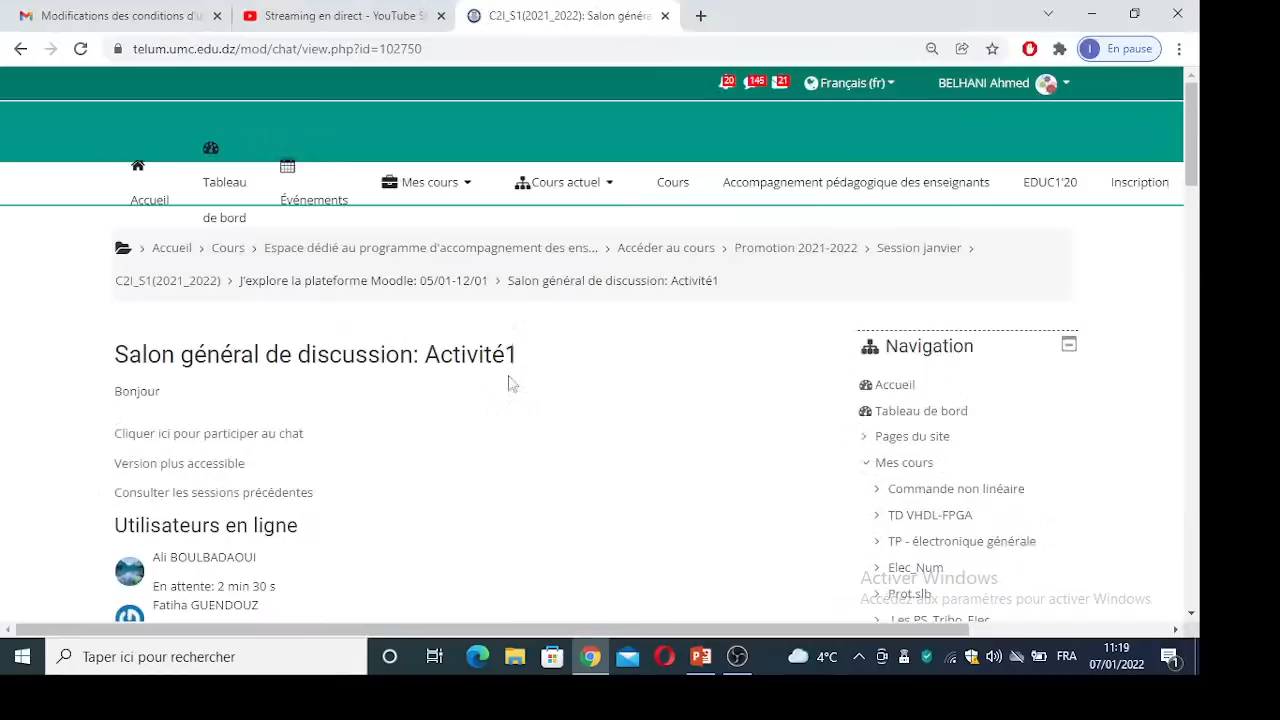 Modifications des conditions d'u
Streaming en direct - YouTube S
C2I_S1(2021_2022): Salon généra
telum.umc.edu.dz/mod/chat/view.php?id=102750
I En pause
20 145 21 Français (fr) BELHANI Ahmed
Accueil
Tableau de bord
Événements
Mes cours
Cours actuel
Cours
Accompagnement pédagogique des enseignants
EDUC1'20
Inscription
Accueil > Cours > Espace dédié au programme d'accompagnement des ens... > Accéder au cours > Promotion 2021-2022 > Session janvier >
C2I_S1(2021_2022) > J'explore la plateforme Moodle: 05/01-12/01 > Salon général de discussion: Activité1
Salon général de discussion: Activité1
Bonjour
Cliquer ici pour participer au chat
Version plus accessible
Consulter les sessions précédentes
Utilisateurs en ligne
Ali BOULBADAOUI
En attente: 2 min 30 s
Fatiha GUENDOUZ
Navigation
Accueil
Tableau de bord
Pages du site
Mes cours
Commande non linéaire
TD VHDL-FPGA
TP - électronique générale
Elec_Num
Prot.slb
Les PS_Tribo_Elec
Activer Windows
Accédez aux paramètres pour activer Windows.
Taper ici pour rechercher
4°C
FRA
11:19
07/01/2022
1